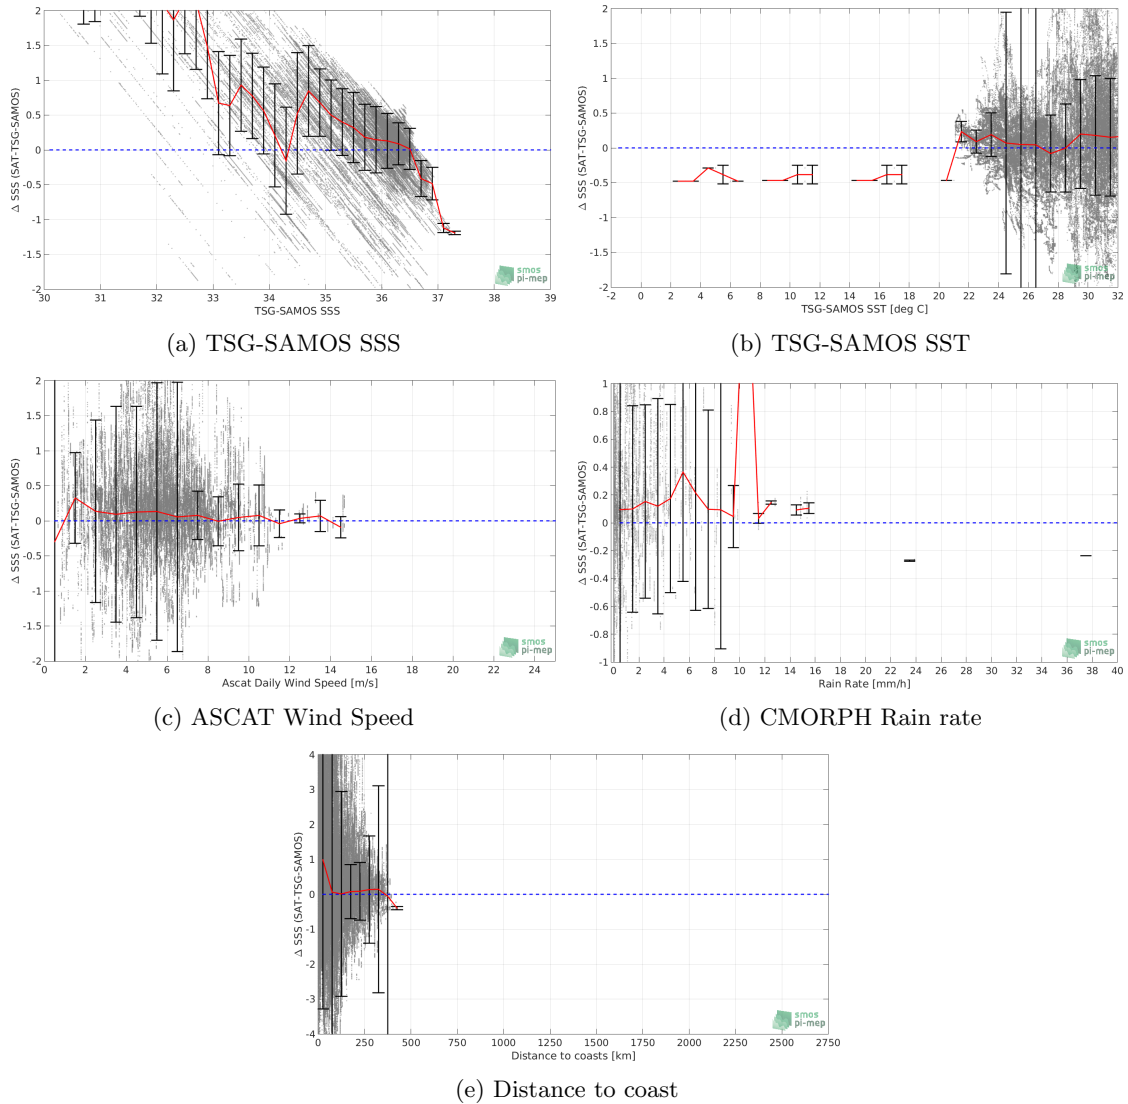 2
1.5
1
0.5
0
-0.5
-1
-1.5
-2
Δ SSS (SAT-TSG-SAMOS)
30 31 32 33 34 35 36 37 38 39
TSG-SAMOS SSS
smos
pi-mep
(a) TSG-SAMOS SSS
2
1.5
1
0.5
0
-0.5
-1
-1.5
-2
Δ SSS (SAT-TSG-SAMOS)
-2 0 2 4 6 8 10 12 14 16 18 20 22 24 26 28 30 32
TSG-SAMOS SST [deg C]
smos
pi-mep
(b) TSG-SAMOS SST
2
1.5
1
0.5
0
-0.5
-1
-1.5
-2
Δ SSS (SAT-TSG-SAMOS)
0 2 4 6 8 10 12 14 16 18 20 22 24
Ascat Daily Wind Speed [m/s]
smos
pi-mep
(c) ASCAT Wind Speed
1
0.8
0.6
0.4
0.2
0
-0.2
-0.4
-0.6
-0.8
-1
Δ SSS (SAT-TSG-SAMOS)
0 2 4 6 8 10 12 14 16 18 20 22 24 26 28 30 32 34 36 38 40
Rain Rate [mm/h]
smos
pi-mep
(d) CMORPH Rain rate
4
3
2
1
0
-1
-2
-3
-4
Δ SSS (SAT-TSG-SAMOS)
0 250 500 750 1000 1250 1500 1750 2000 2250 2500 2750
Distance to coasts [km]
smos
pi-mep
(e) Distance to coast